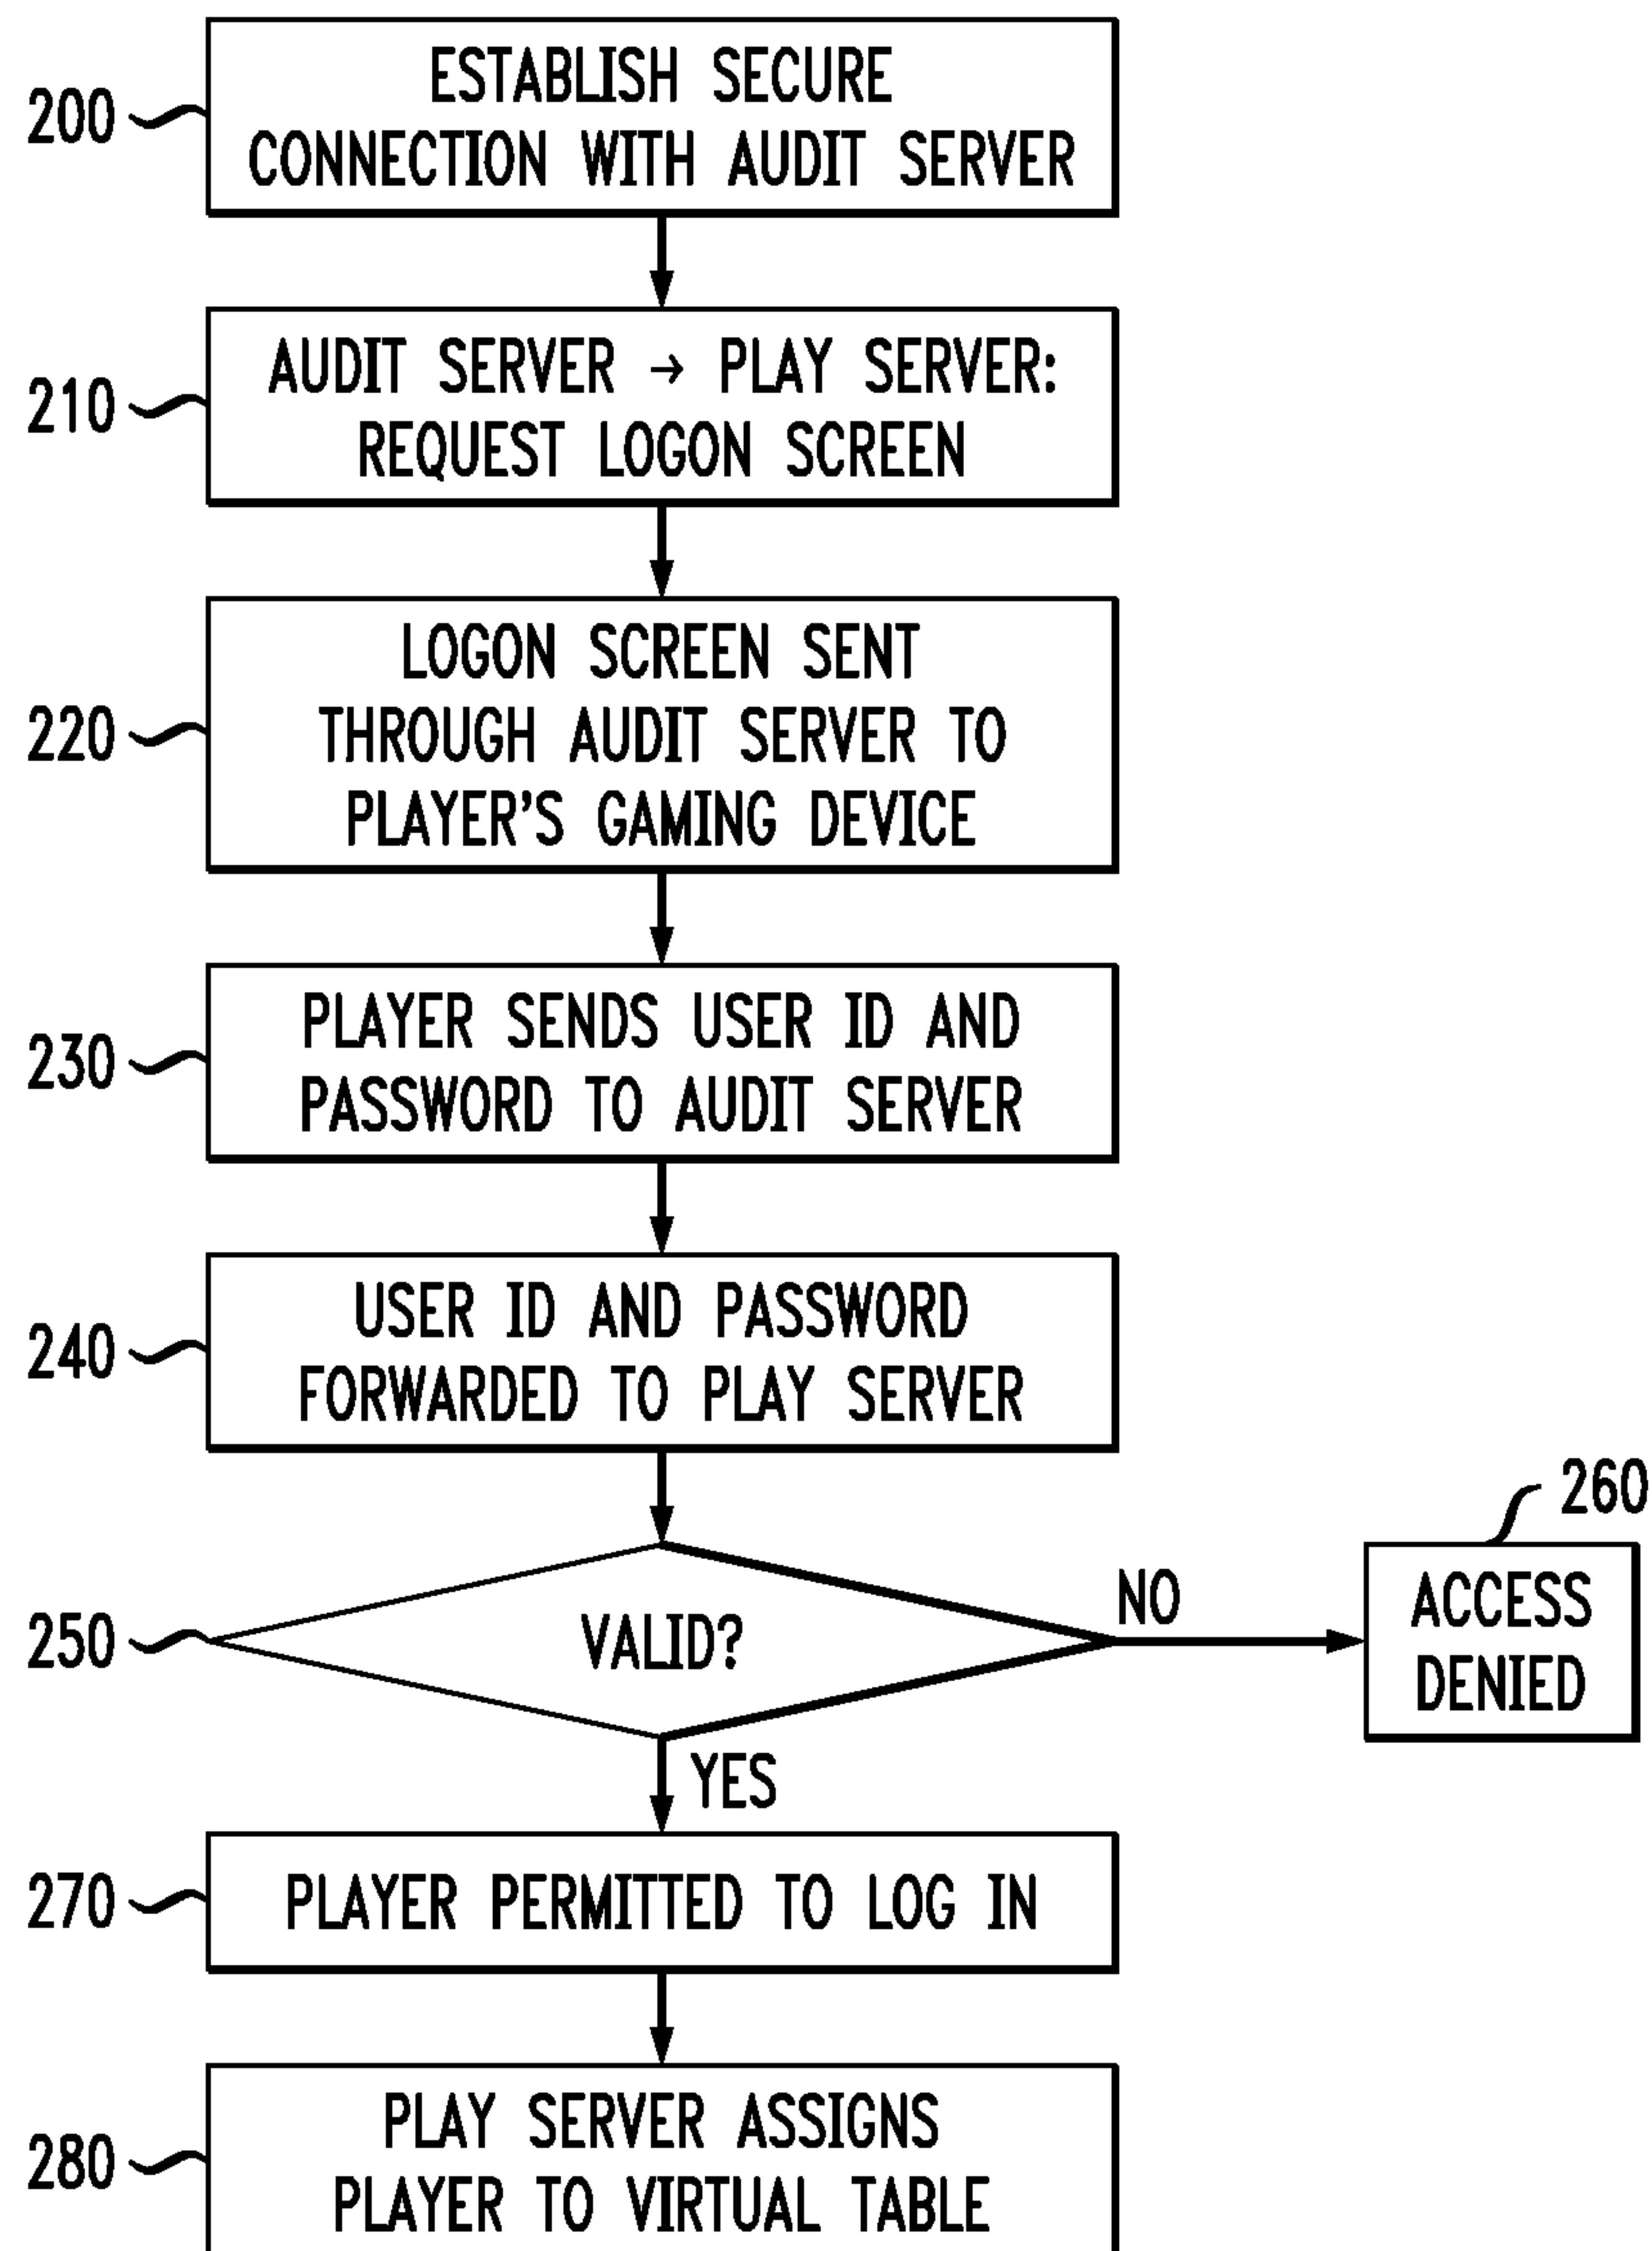 200
ESTABLISH SECURE
CONNECTION WITH AUDIT SERVER
210
AUDIT SERVER → PLAY SERVER:
REQUEST LOGON SCREEN
220
LOGON SCREEN SENT
THROUGH AUDIT SERVER TO
PLAYER'S GAMING DEVICE
230
PLAYER SENDS USER ID AND
PASSWORD TO AUDIT SERVER
240
USER ID AND PASSWORD
FORWARDED TO PLAY SERVER
250
VALID?
NO
260
ACCESS
DENIED
YES
270
PLAYER PERMITTED TO LOG IN
280
PLAY SERVER ASSIGNS
PLAYER TO VIRTUAL TABLE